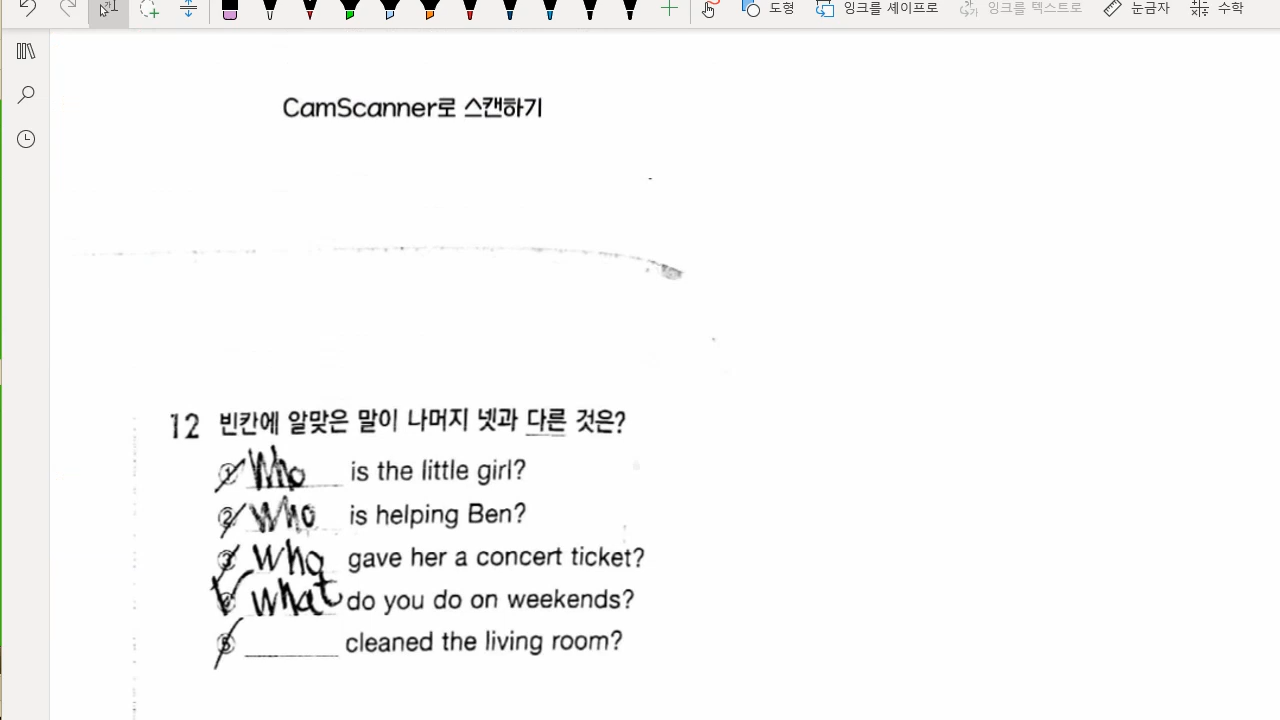 도형 잉크를 셰이프로 잉크를 텍스트로 눈금자 수학
CamScanner로 스캔하기
12 빈칸에 알맞은 말이 나머지 넷과 다른 것은?
① Who is the little girl?
② Who is helping Ben?
③ Who gave her a concert ticket?
④ What do you do on weekends?
⑤ cleaned the living room?